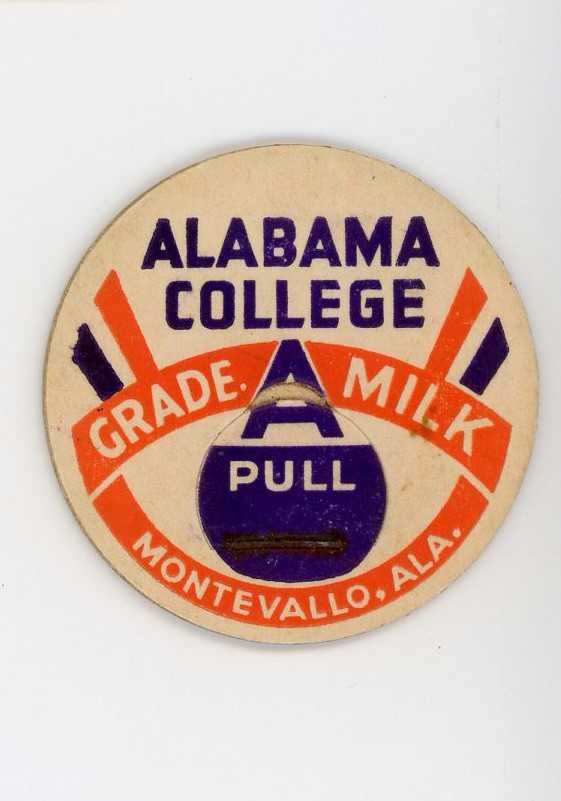 ALABAMA
COLLEGE
GRADE. A MILK
PULL
MONTEVALLO, ALA.